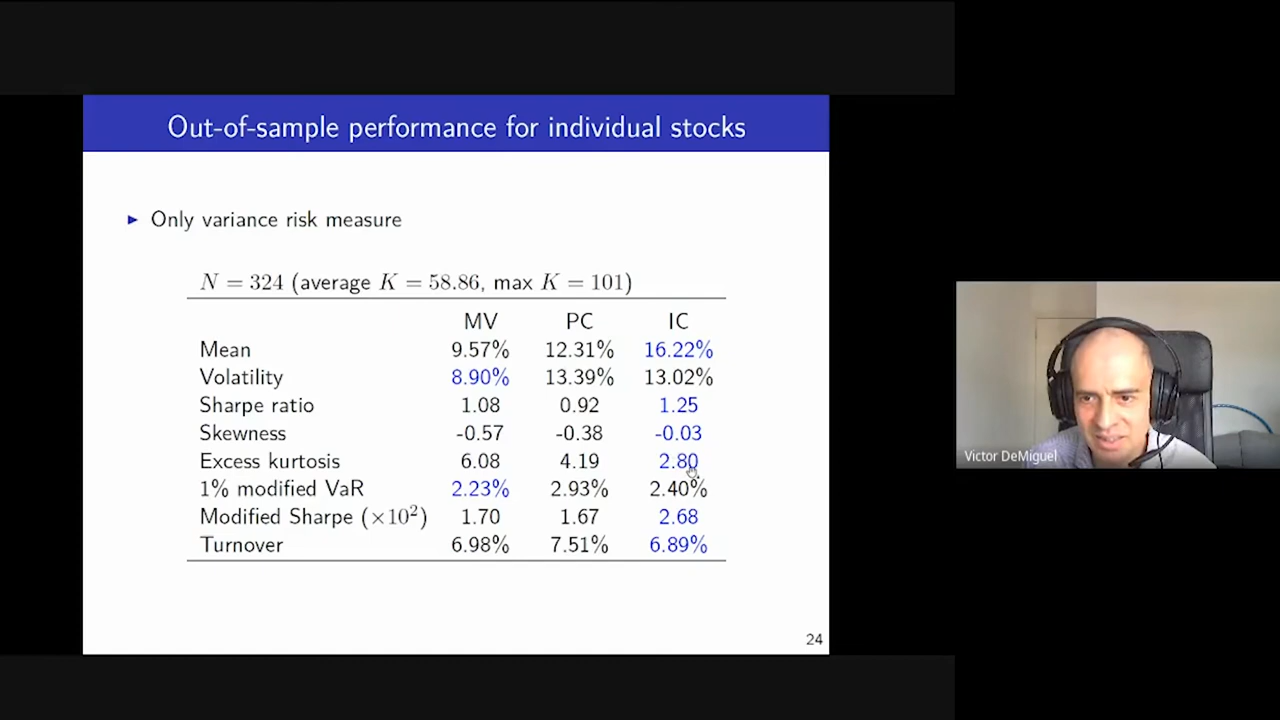 Out-of-sample performance for individual stocks
► Only variance risk measure
N = 324 (average K = 58.86, max K = 101)
MV PC IC
Mean 9.57% 12.31% 16.22%
Volatility 8.90% 13.39% 13.02%
Sharpe ratio 1.08 0.92 1.25
Skewness -0.57 -0.38 -0.03
Excess kurtosis 6.08 4.19 2.80
1% modified VaR 2.23% 2.93% 2.40%
Modified Sharpe (×10²) 1.70 1.67 2.68
Turnover 6.98% 7.51% 6.89%
24
Victor DeMiguel